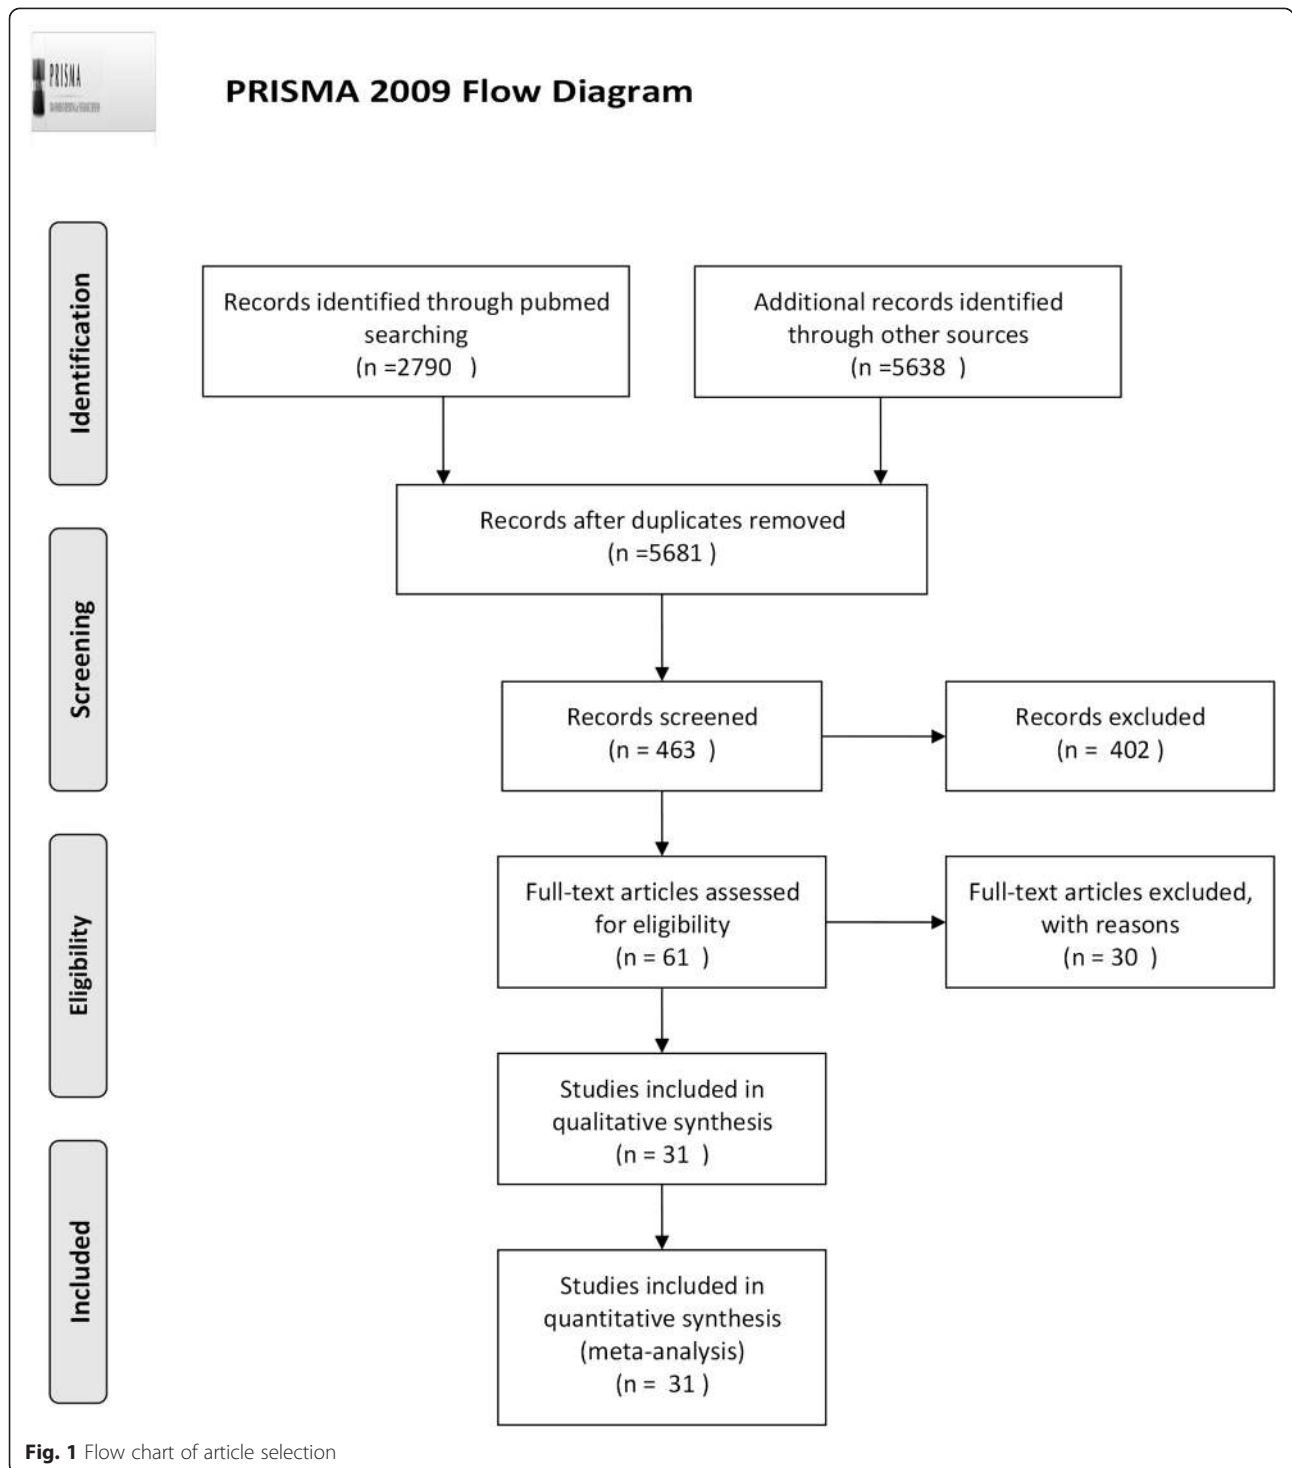 PRISMA
PRISMA 2009 Flow Diagram
Identification
Records identified through pubmed
searching
(n =2790 )
Additional records identified
through other sources
(n =5638 )
Records after duplicates removed
(n =5681 )
Screening
Records screened
(n = 463 )
Records excluded
(n = 402 )
Eligibility
Full-text articles assessed
for eligibility
(n = 61 )
Full-text articles excluded,
with reasons
(n = 30 )
Studies included in
qualitative synthesis
(n = 31 )
Included
Studies included in
quantitative synthesis
(meta-analysis)
(n = 31 )
Fig. 1 Flow chart of article selection